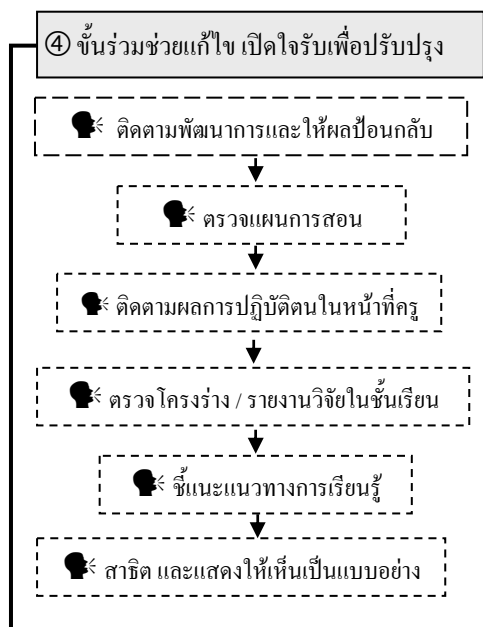 ④ ขั้นร่วมช่วยแก้ไข เปิดใจรับเพื่อปรับปรุง
ติดตามพัฒนาการและให้ผลป้อนกลับ
ตรวจแผนการสอน
ติดตามผลการปฏิบัติตนในหน้าที่ครู
ตรวจโครงร่าง / รายงานวิจัยในชั้นเรียน
ชี้แนะแนวทางการเรียนรู้
สาธิต และแสดงให้เห็นเป็นแบบอย่าง